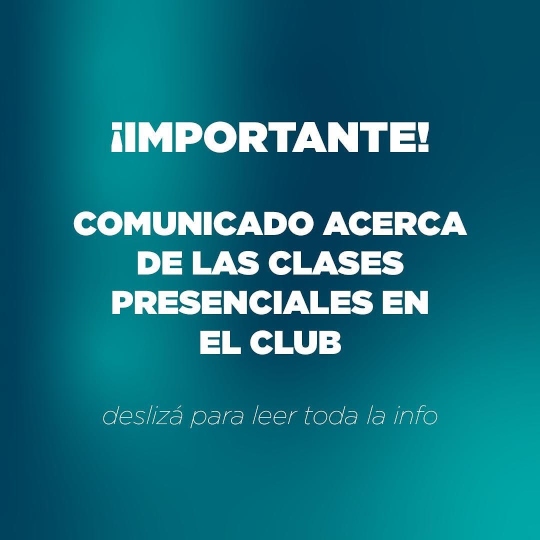 ¡IMPORTANTE!
COMUNICADO ACERCA
DE LAS CLASES
PRESENCIALES EN
EL CLUB
deslizá para leer toda la info